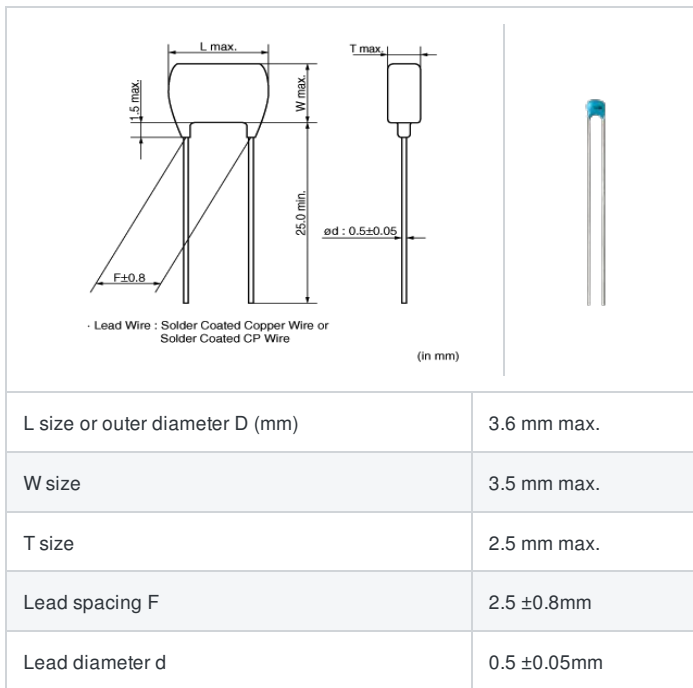 L max.
T max.
1.5 max.
W max.
25.0 min.
ød : 0.5±0.05
F±0.8
· Lead Wire : Solder Coated Copper Wire or
Solder Coated CP Wire
(in mm)
L size or outer diameter D (mm) 3.6 mm max.
W size 3.5 mm max.
T size 2.5 mm max.
Lead spacing F 2.5 ±0.8mm
Lead diameter d 0.5 ±0.05mm